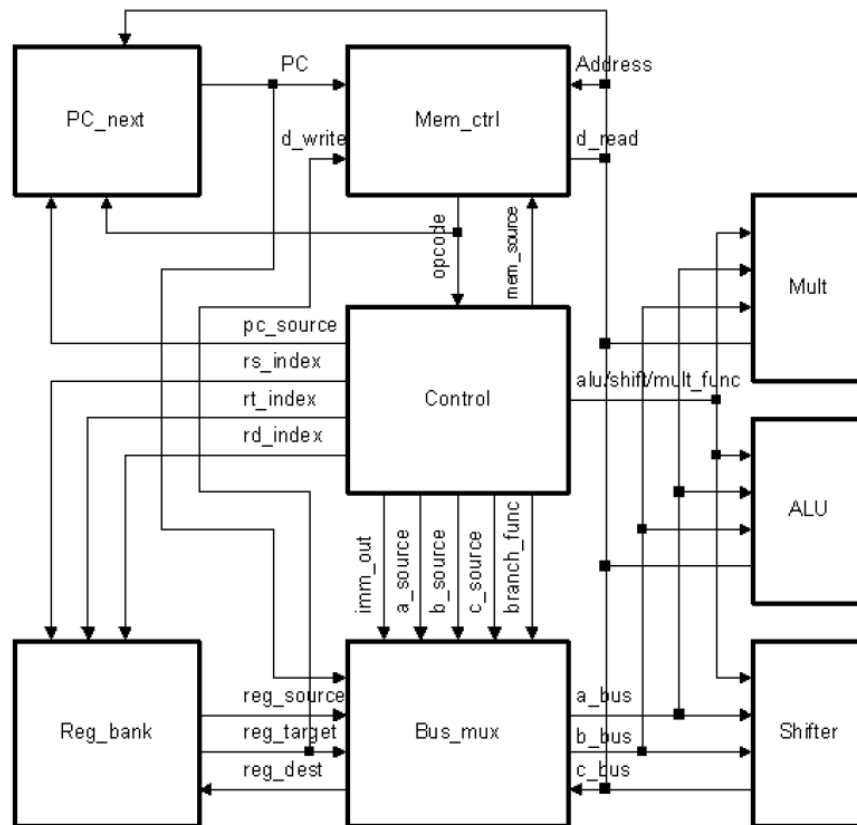 PC_next
PC
d_write
Mem_ctrl
Address
d_read
opcode
mem_source
Mult
pc_source
rs_index
rt_index
rd_index
Control
alu/shift/mult_func
ALU
imm_out
a_source
b_source
c_source
branch_func
Reg_bank
reg_source
reg_target
reg_dest
Bus_mux
a_bus
b_bus
c_bus
Shifter